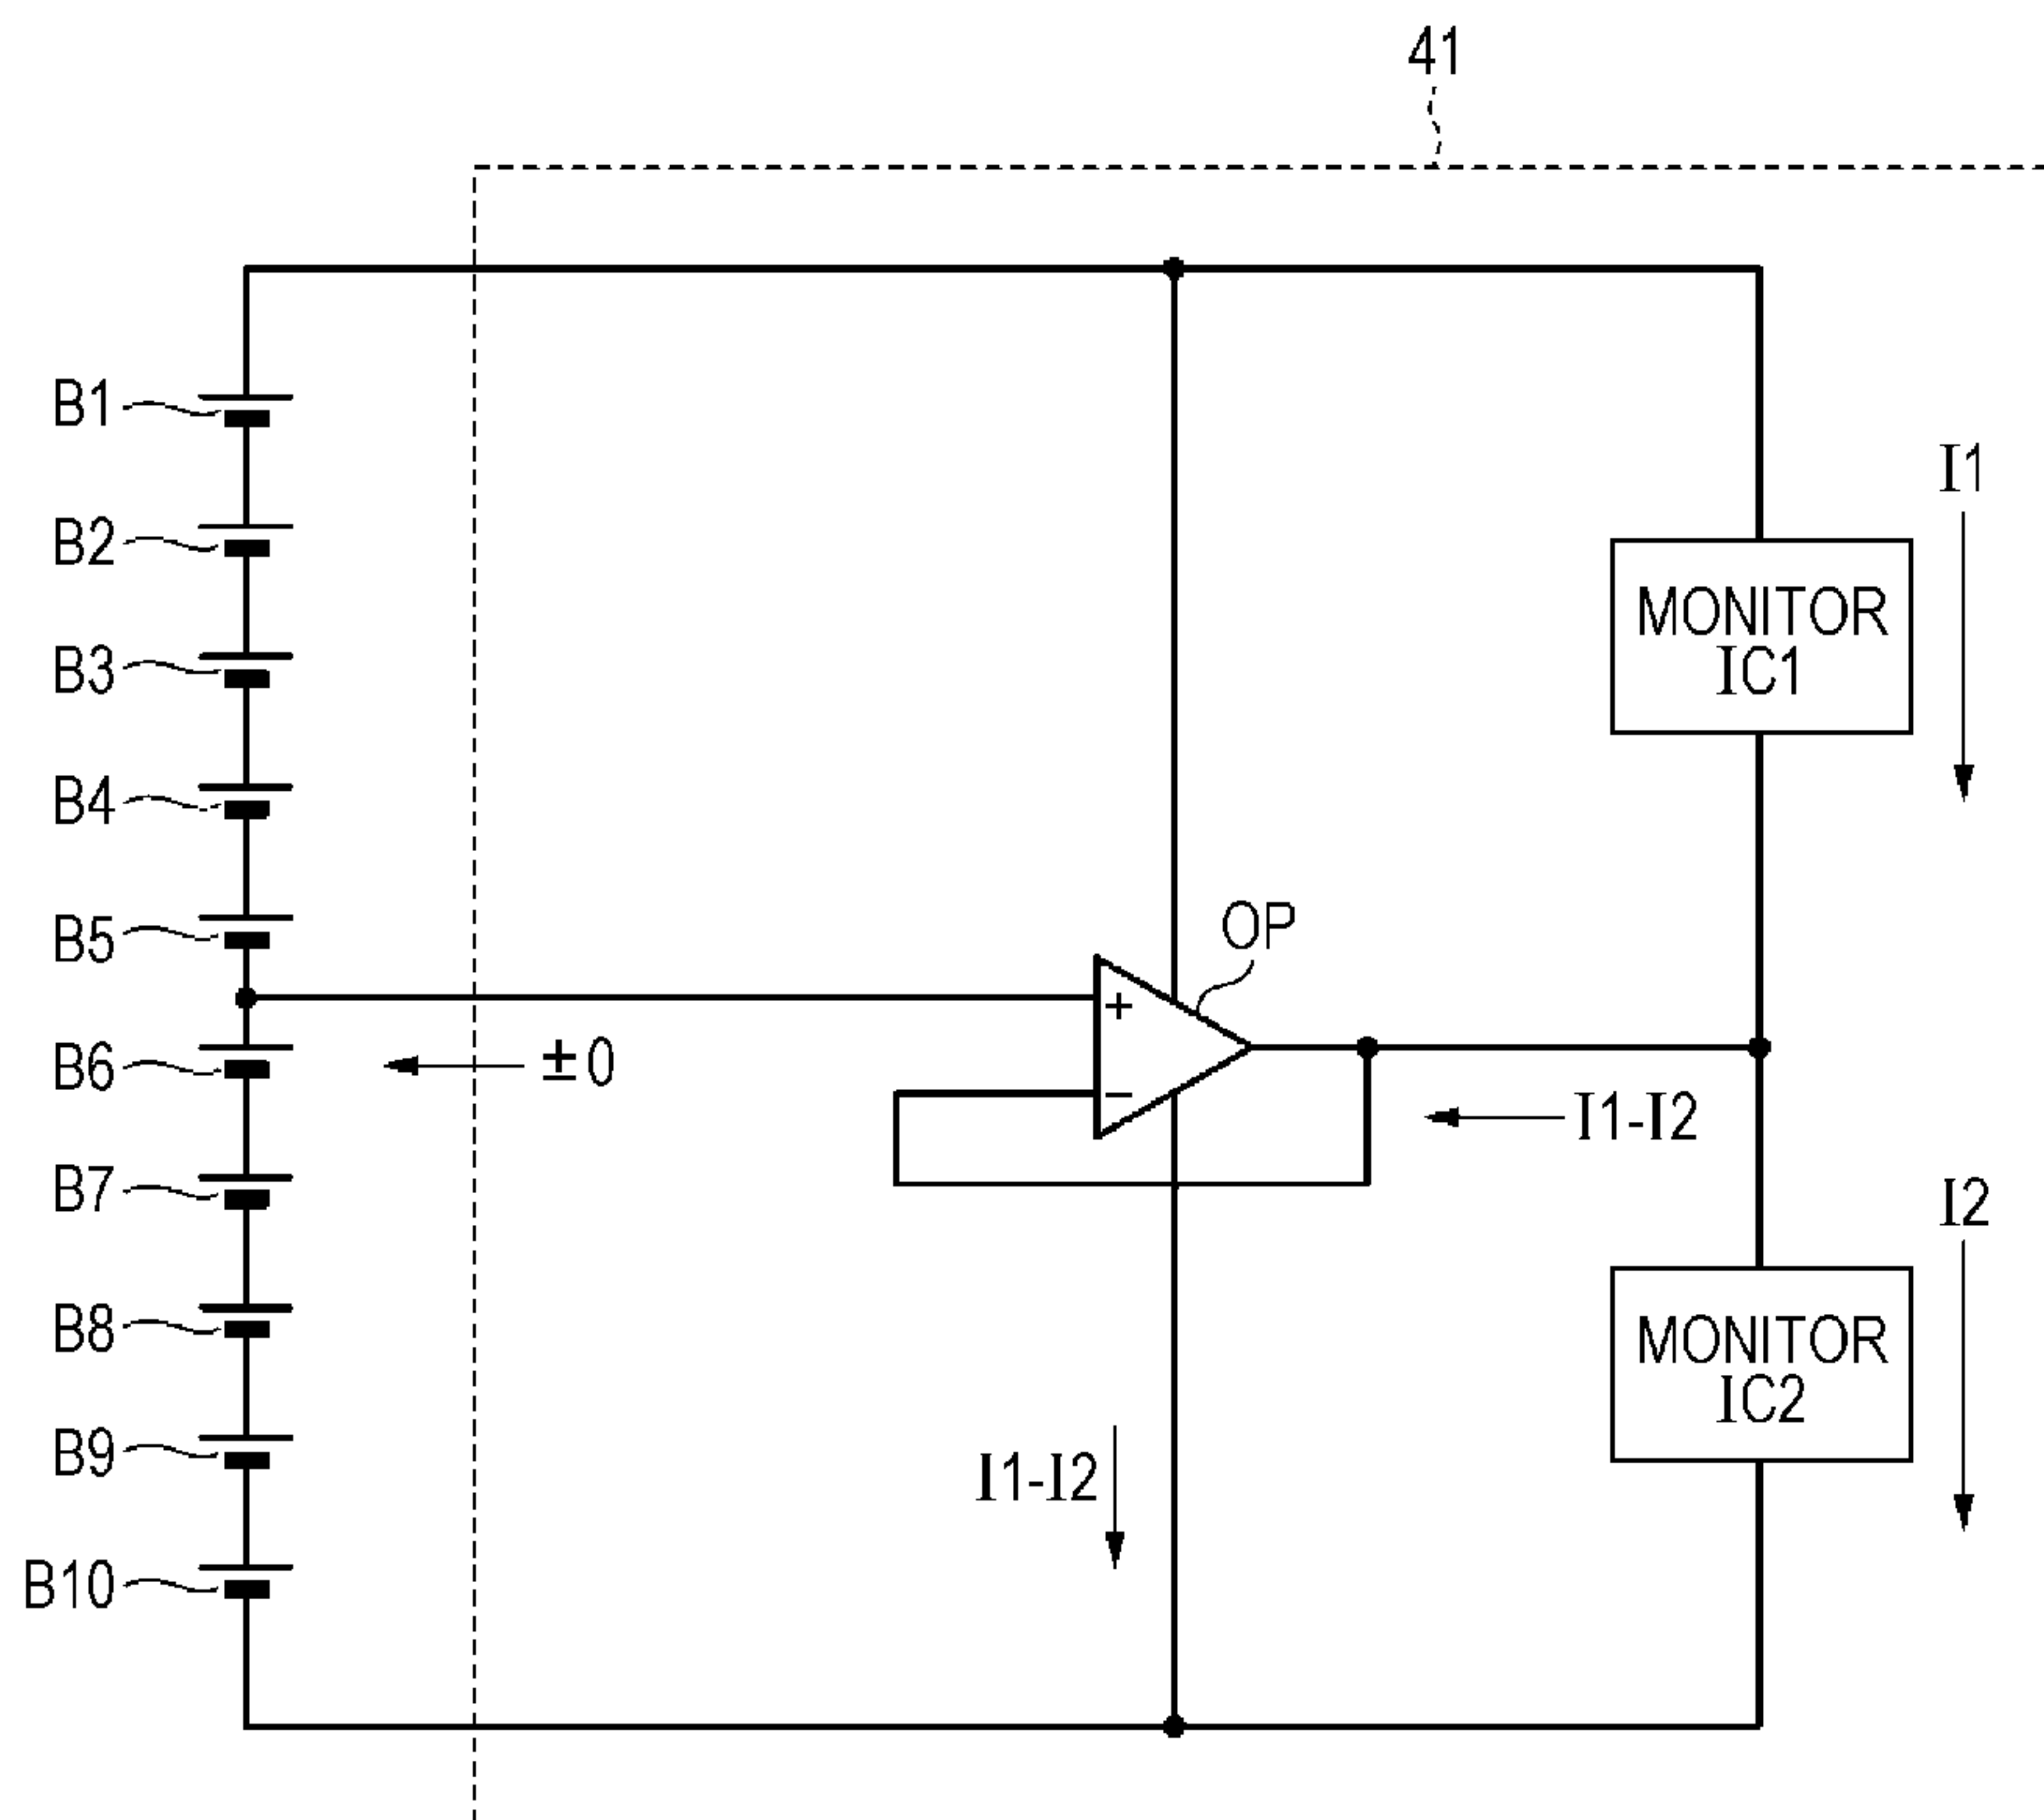 41
B1
I1
B2
MONITOR
IC1
B3
B4
OP
B5
+
B6
±0
−
I1-I2
B7
I2
B8
MONITOR
IC2
B9
I1-I2
B10